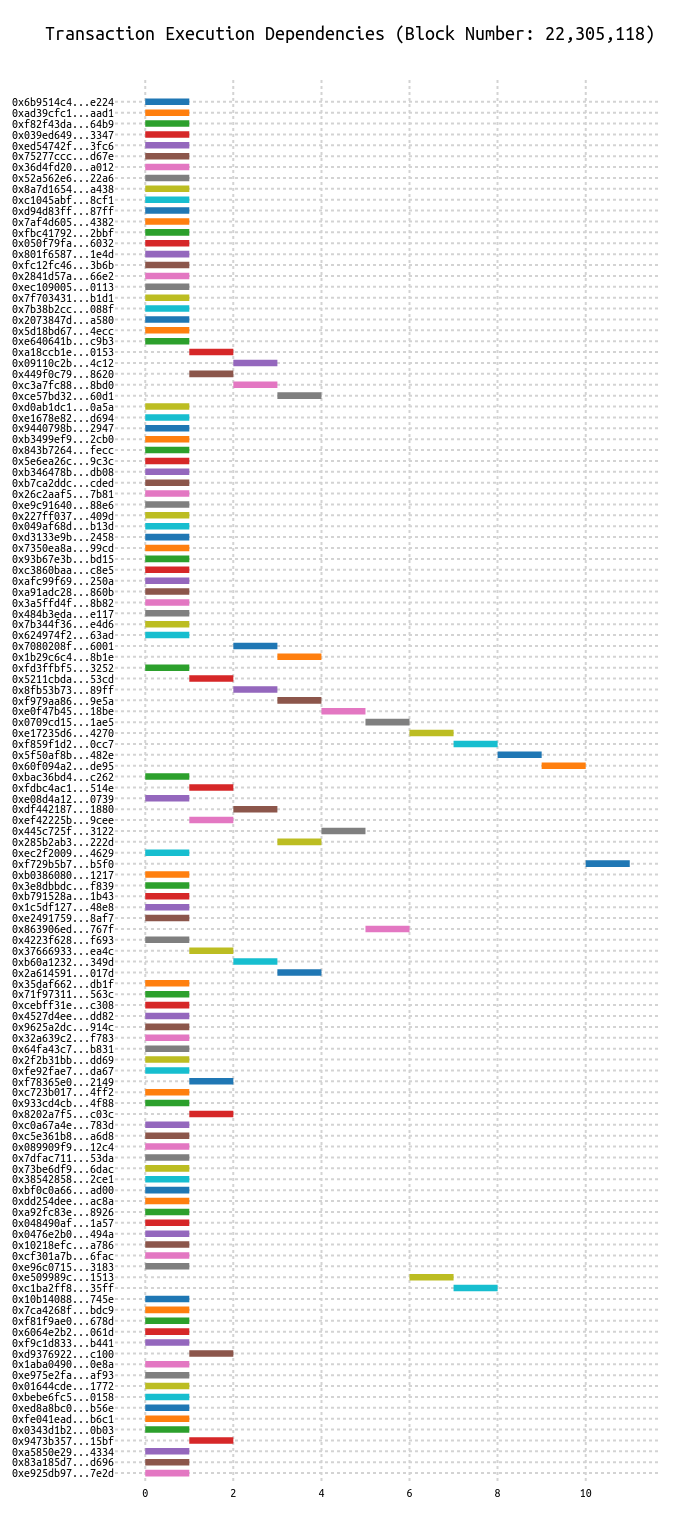 Transaction Execution Dependencies (Block Number: 22,305,118)
0x6b9514c4...e224
0xad39cfc1...aad1
0xf82f43da...64b9
0x039ed649...3347
0xed54742f...3fc6
0x75277ccc...d67e
0x36d4fd20...a012
0x52a562e6...22a6
0x8a7d1654...a438
0xc1045abf...8cf1
0xd94d83ff...87ff
0x7af4d605...4382
0xfbc41792...2bbf
0x050f79fa...6032
0x801f6587...1e4d
0xfc12fc46...3b6b
0x2841d57a...66e2
0xec109005...0113
0x7f703431...b1d1
0x7b38b2cc...088f
0x2073847d...a580
0x5d18bd67...4ecc
0xe640641b...c9b3
0xa18ccb1e...0153
0x09110c2b...4c12
0x449f0c79...8620
0xc3a7fc88...8bd0
0xce57bd32...60d1
0xd0ab1dc1...0a5a
0xe1678e82...d694
0x9440798b...2947
0xb3499ef9...2cb0
0x843b7264...fecc
0x5e6ea26c...9c3c
0xb346478b...db08
0xb7ca2ddc...cded
0x26c2aaf5...7b81
0xe9c91640...88e6
0x227ff037...409d
0x049af68d...b13d
0xd3133e9b...2458
0x7350ea8a...99cd
0x93b67e3b...bd15
0xc3860baa...c8e5
0xafc99f69...250a
0xa91adc28...860b
0x3a5ffd4f...8b82
0x484b3eda...e117
0x7b344f36...e4d6
0x624974f2...63ad
0x7080208f...6001
0x1b29c6c4...8b1e
0xfd3ffbf5...3252
0x5211cbda...53cd
0x8fb53b73...89ff
0xf979aa86...9e5a
0xe0f47b45...18be
0x0709cd15...1ae5
0xe17235d6...4270
0xf859f1d2...0cc7
0x5f50af8b...482e
0x60f094a2...de95
0xbac36bd4...c262
0xfdbc4ac1...514e
0xe08d4a12...0739
0xdf442187...1880
0xef42225b...9cee
0x445c725f...3122
0x285b2ab3...222d
0xec2f2009...4629
0xf729b5b7...b5f0
0xb0386080...1217
0x3e8dbbdc...f839
0xb791528a...1b43
0x1c5df127...48e8
0xe2491759...8af7
0x863906ed...767f
0x4223f628...f693
0x37666933...ea4c
0xb60a1232...349d
0x2a614591...017d
0x35daf662...db1f
0x71f97311...563c
0xcebff31e...c308
0x4527d4ee...dd82
0x9625a2dc...914c
0x32a639c2...f783
0x64fa43c7...b831
0x2f2b31bb...dd69
0xfe92fae7...da67
0xf78365e0...2149
0xc723b017...4ff2
0x933cd4cb...4f88
0x8202a7f5...c03c
0xc0a67a4e...783d
0xc5e361b8...a6d8
0x089909f9...12c4
0x7dfac711...53da
0x73be6df9...6dac
0x38542858...2ce1
0xbf0c0a66...ad00
0xdd254dee...ac8a
0xa92fc83e...8926
0x048490af...1a57
0x0476e2b0...494a
0x10218efc...a786
0xcf301a7b...6fac
0xe96c0715...3183
0xe509989c...1513
0xc1ba2ff8...35ff
0x10b14088...745e
0x7ca4268f...bdc9
0xf81f9ae0...678d
0x6064e2b2...061d
0xf9c1d833...b441
0xd9376922...c100
0x1aba0490...0e8a
0xe975e2fa...af93
0x01644cde...1772
0xbebe6fc5...0158
0xed8a8bc0...b56e
0xfe041ead...b6c1
0x0343d1b2...0b03
0x9473b357...15bf
0xa5850e29...4334
0x83a185d7...d696
0xe925db97...7e2d
0 2 4 6 8 10